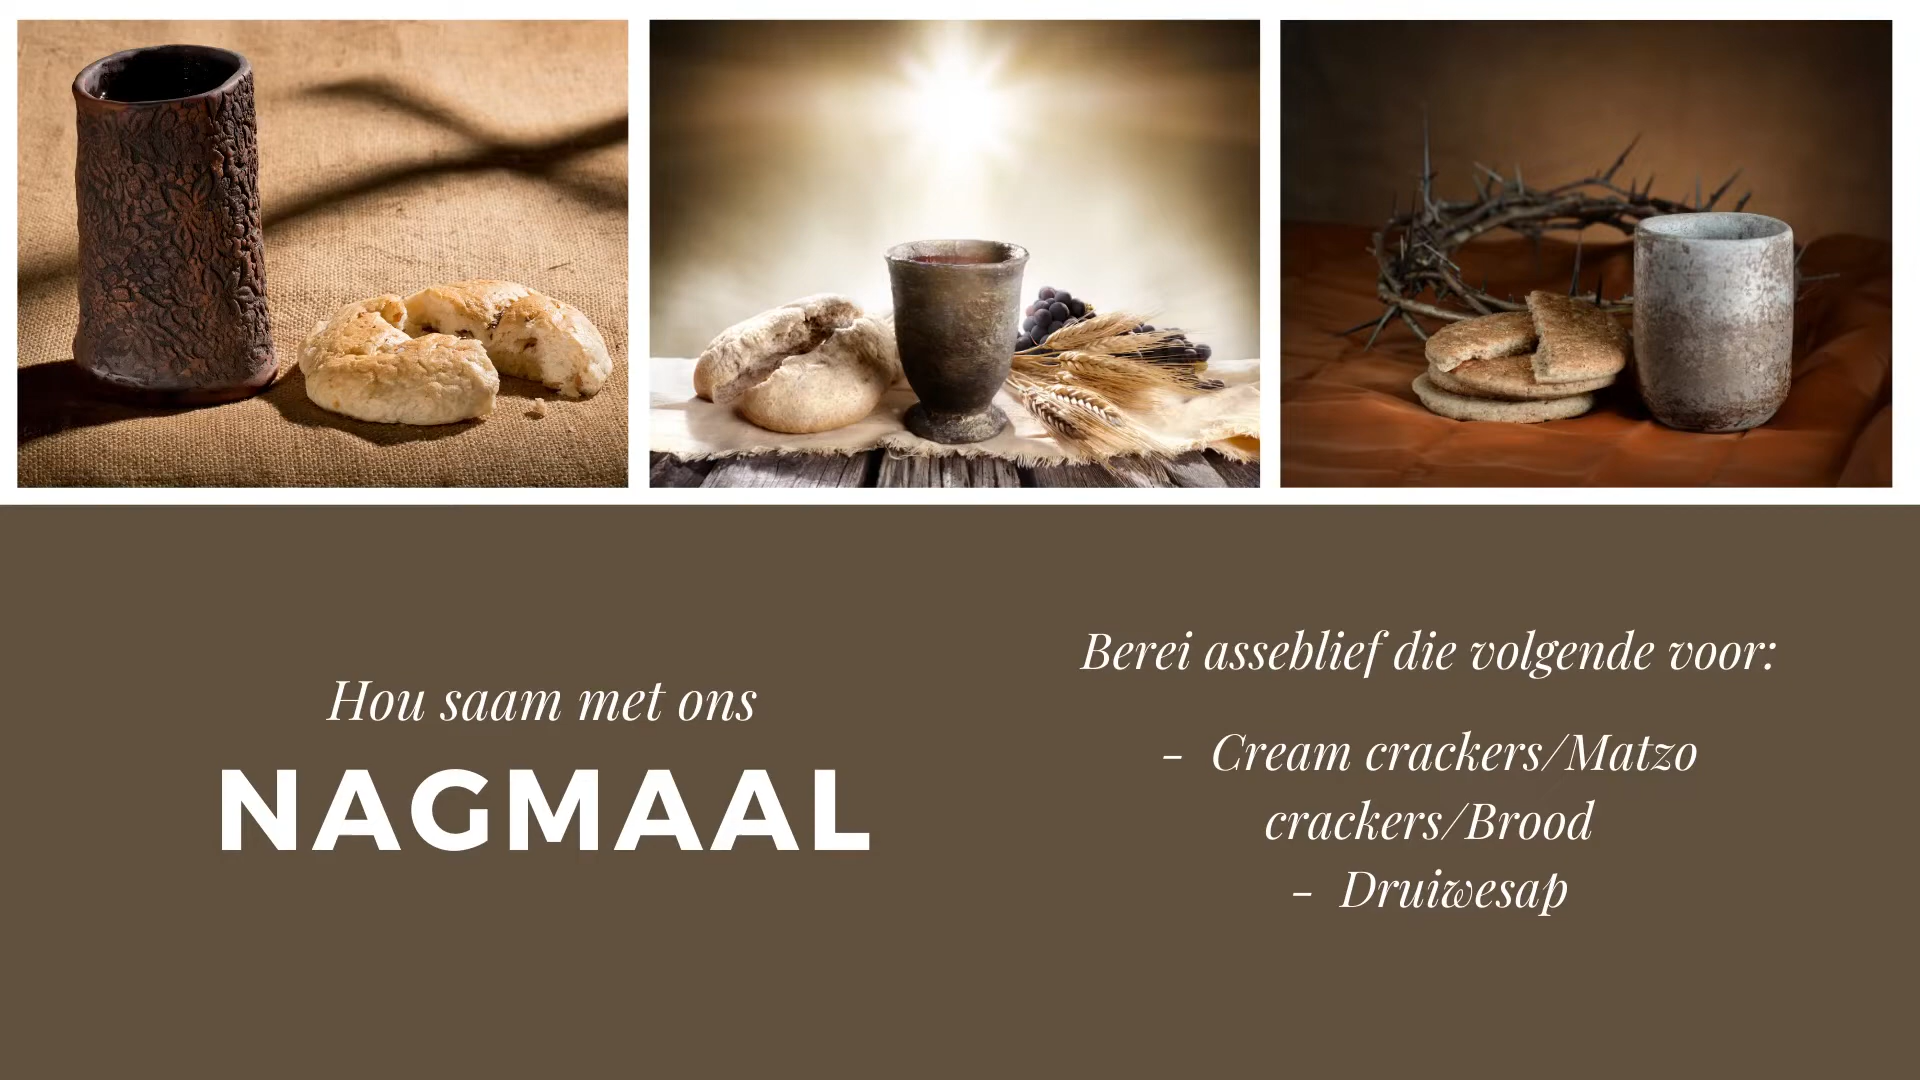 Hou saam met ons
NAGMAAL
Berei asseblief die volgende voor:
- Cream crackers/Matzo
crackers/Brood
- Druiwesap